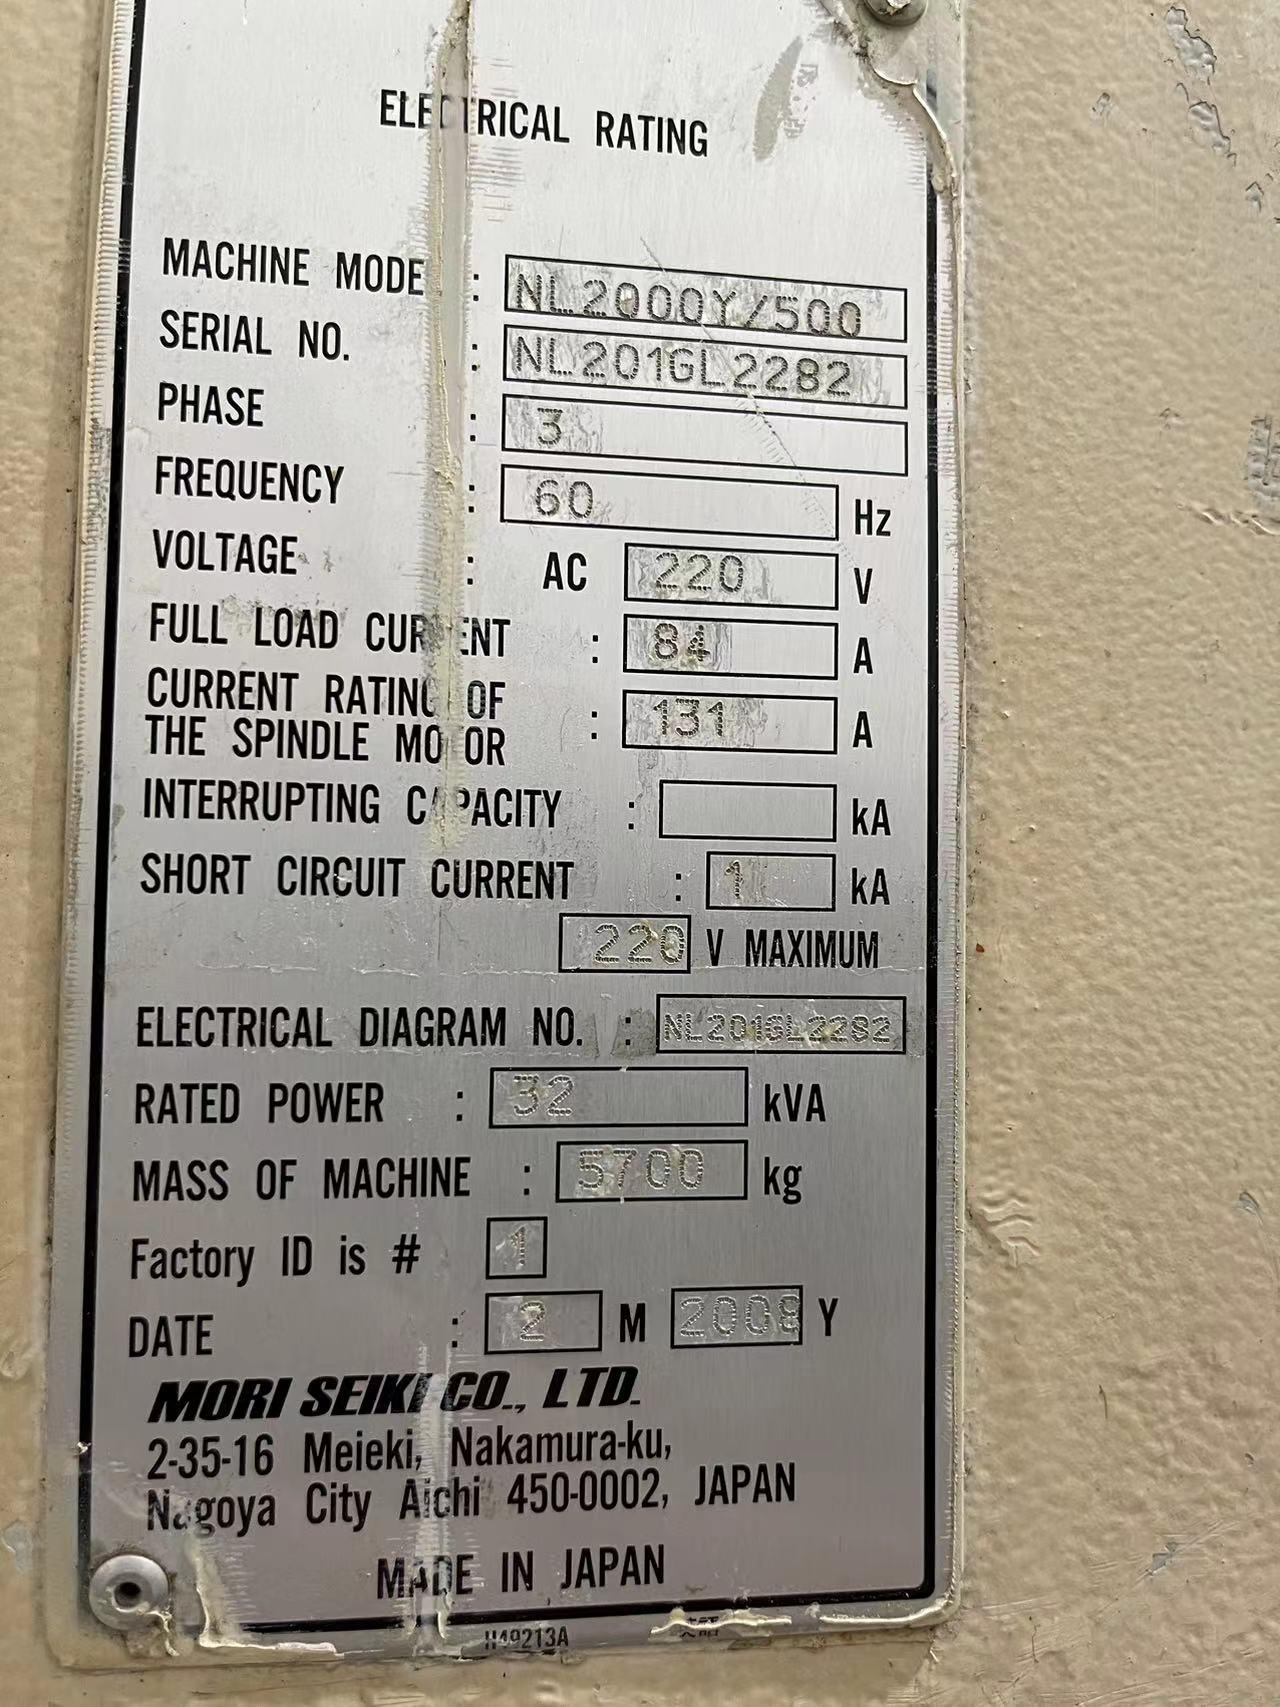 ELECTRICAL RATING
MACHINE MODE : NL2000Y/500
SERIAL NO. : NL201GL2282
PHASE : 3
FREQUENCY : 60 Hz
VOLTAGE : AC 220 V
FULL LOAD CURRENT : 84 A
CURRENT RATING OF
THE SPINDLE MOTOR : 131 A
INTERRUPTING CAPACITY : kA
SHORT CIRCUIT CURRENT : 1 kA
220 V MAXIMUM
ELECTRICAL DIAGRAM NO. : NL201GL2282
RATED POWER : 32 kVA
MASS OF MACHINE : 5700 kg
Factory ID is # 1
DATE : 2 M 2008 Y
MORI SEIKI CO., LTD.
2-35-16 Meieki, Nakamura-ku,
Nagoya City Aichi 450-0002, JAPAN
MADE IN JAPAN
H49213A